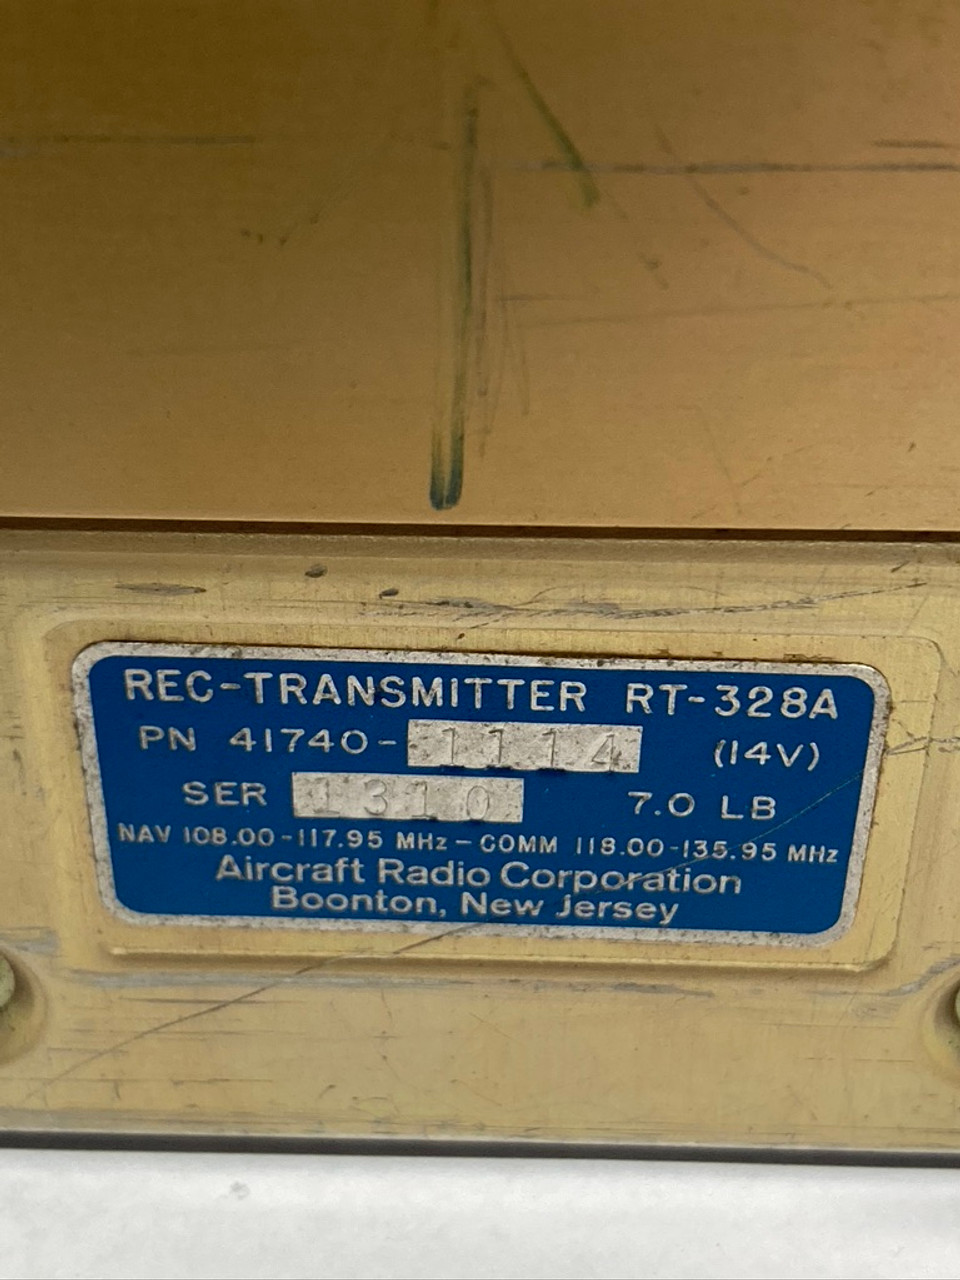 REC-TRANSMITTER RT-328A
PN 41740-1114 (14V)
SER 1310 7.0 LB
NAV 108.00-117.95 MHz - COMM 118.00-135.95 MHz
Aircraft Radio Corporation
Boonton, New Jersey